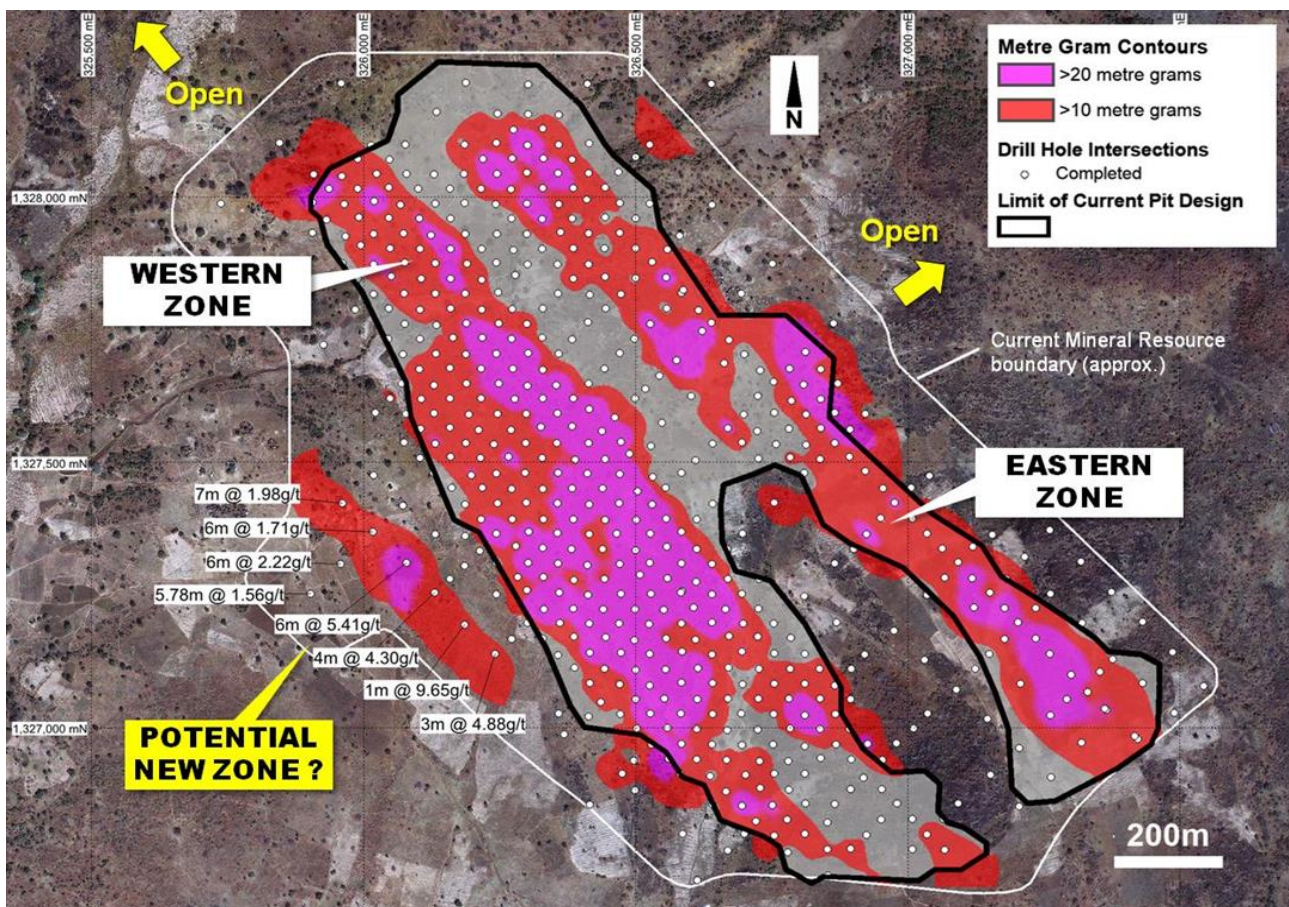 325,500 mE
326,000 mE
326,500 mE
327,000 mE
mE
Open
N
Metre Gram Contours
>20 metre grams
>10 metre grams
Drill Hole Intersections
Completed
Limit of Current Pit Design
1,328,000 mN
Open
WESTERN
ZONE
Current Mineral Resource
boundary (approx.)
1,327,500 mN
EASTERN
ZONE
7m @ 1.98g/t
6m @ 1.71g/t
6m @ 2.22g/t
5.78m @ 1.56g/t
6m @ 5.41g/t
4m @ 4.30g/t
1m @ 9.65g/t
3m @ 4.88g/t
1,327,000 mN
POTENTIAL
NEW ZONE ?
200m